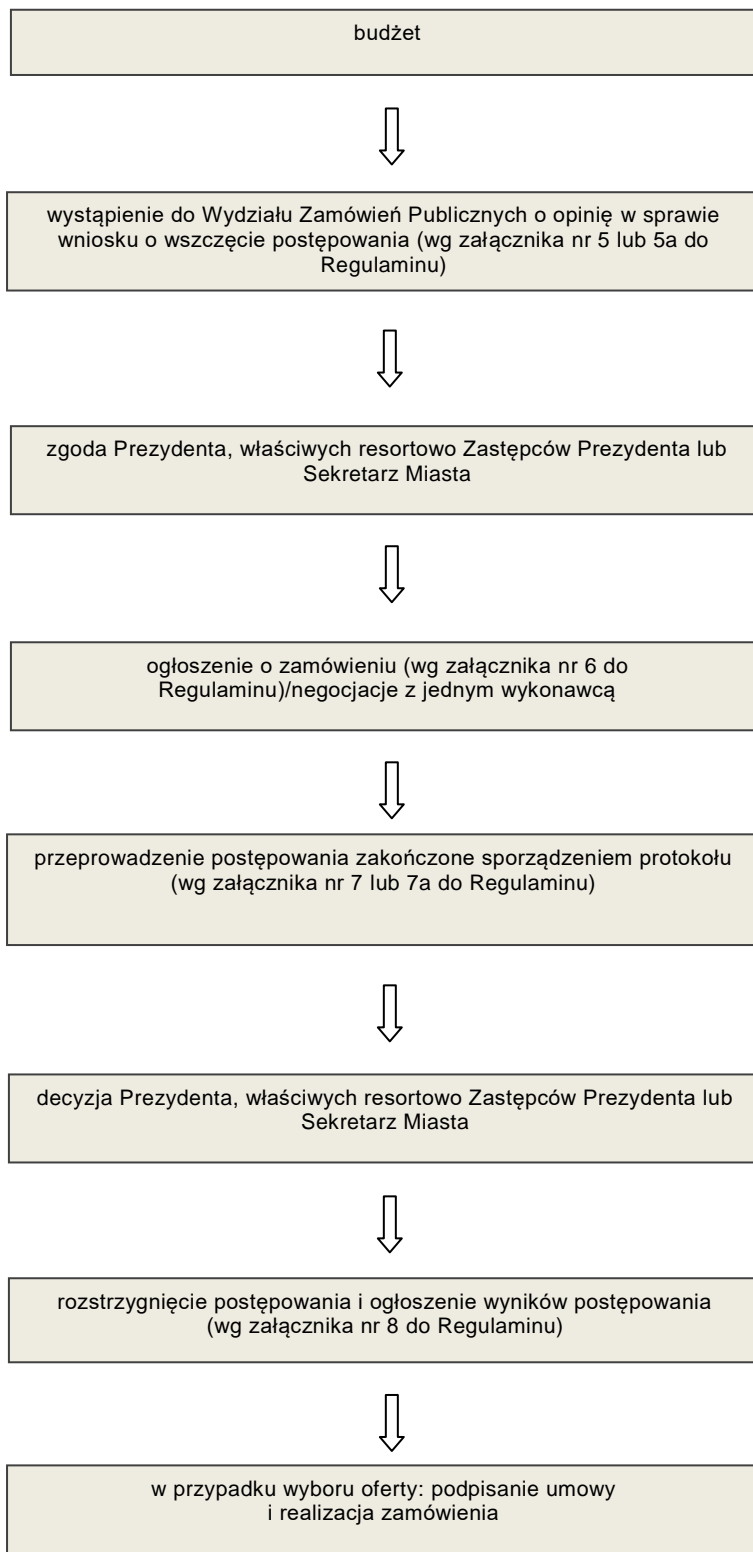 budżet
wystąpienie do Wydziału Zamówień Publicznych o opinię w sprawie
wniosku o wszczęcie postępowania (wg załącznika nr 5 lub 5a do
Regulaminu)
zgoda Prezydenta, właściwych resortowo Zastępców Prezydenta lub
Sekretarz Miasta
ogłoszenie o zamówieniu (wg załącznika nr 6 do
Regulaminu)/negocjacje z jednym wykonawcą
przeprowadzenie postępowania zakończone sporządzeniem protokołu
(wg załącznika nr 7 lub 7a do Regulaminu)
decyzja Prezydenta, właściwych resortowo Zastępców Prezydenta lub
Sekretarz Miasta
rozstrzygnięcie postępowania i ogłoszenie wyników postępowania
(wg załącznika nr 8 do Regulaminu)
w przypadku wyboru oferty: podpisanie umowy
i realizacja zamówienia